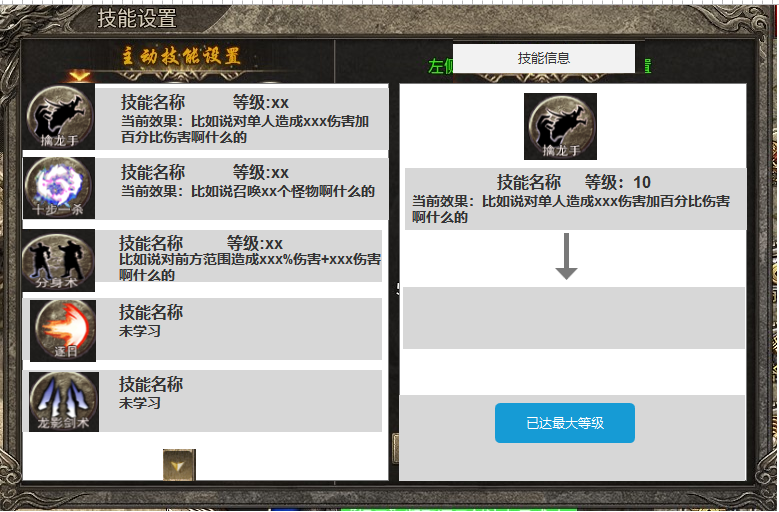 技能设置
主动技能设置
擒龙手
技能名称 等级:xx
当前效果：比如说对单人造成xxx伤害加
百分比伤害啊什么的
十步一杀
技能名称 等级:xx
当前效果：比如说召唤xx个怪物啊什么的
分身术
技能名称 等级:xx
比如说对前方范围造成xxx%伤害+xxx伤害
啊什么的
逐日
技能名称
未学习
龙影剑术
技能名称
未学习
左侧
置
技能信息
擒龙手
技能名称 等级：10
当前效果：比如说对单人造成xxx伤害加百分比伤害
啊什么的
已达最大等级